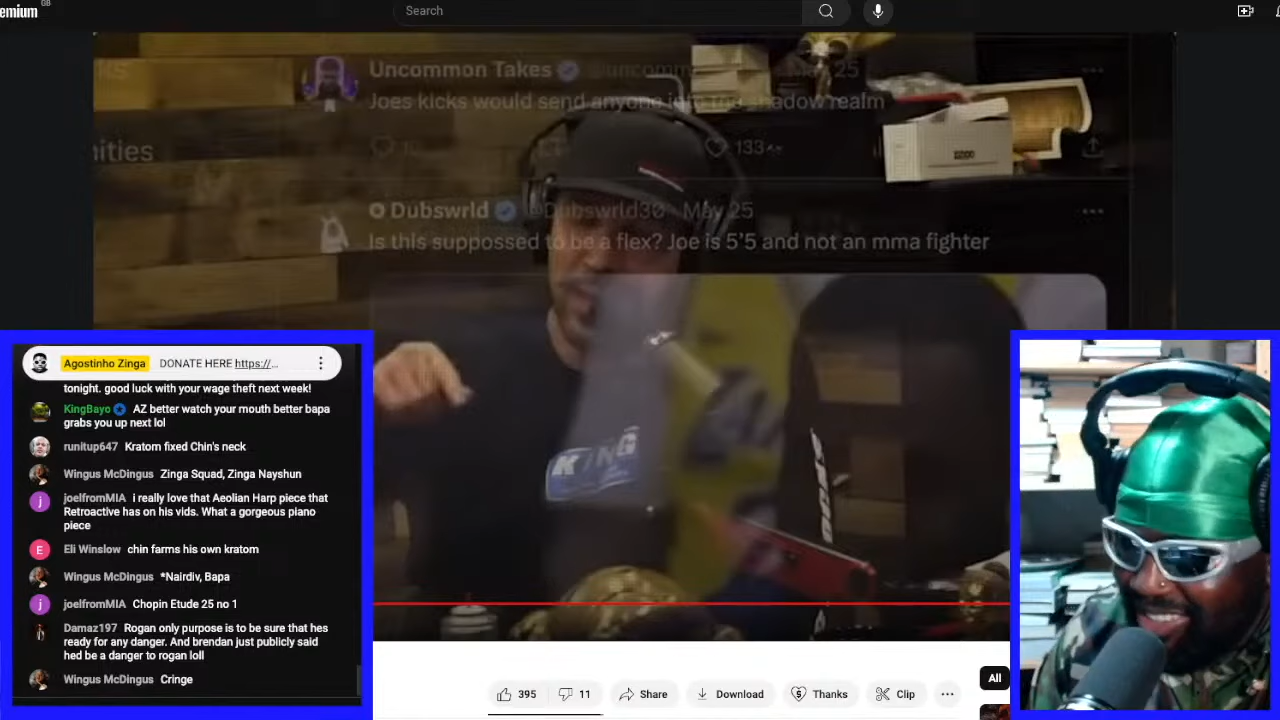 emium GB
Search
Uncommon Takes
25
Joes kicks would send anyone into the shadow realm
133
nities
Dubswrld @Dubswrld30 May 25
Is this suppossed to be a flex? Joe is 5'5 and not an mma fighter
K1NG
Agostinho Zinga DONATE HERE https://...
tonight. good luck with your wage theft next week!
KingBayo AZ better watch your mouth better bapa
grabs you up next lol
runitup647 Kratom fixed Chin's neck
Wingus McDingus Zinga Squad, Zinga Nayshun
joelfromMIA i really love that Aeolian Harp piece that
Retroactive has on his vids. What a gorgeous piano
piece
Eli Winslow chin farms his own kratom
Wingus McDingus *Nairdiv, Bapa
joelfromMIA Chopin Etude 25 no 1
Damaz197 Rogan only purpose is to be sure that hes
ready for any danger. And brendan just publicly said
hed be a danger to rogan lolI
Wingus McDingus Cringe
395
11
Share
Download
Thanks
Clip
All